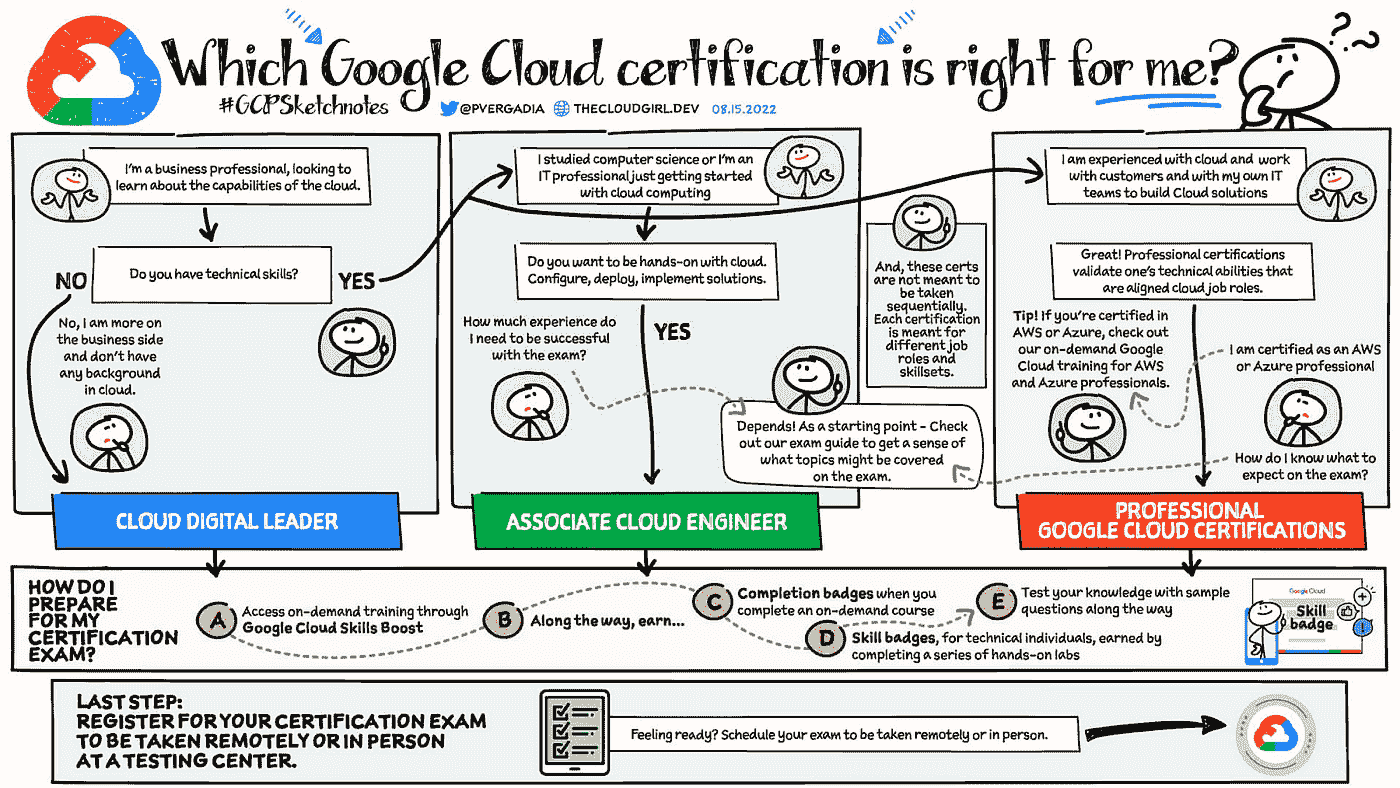 Which Google Cloud certification is right for me?
#GCPSketchnotes
@PVERGADIA
THECLOUDGIRL.DEV
08.15.2022
I'm a business professional, looking to
learn about the capabilities of the cloud.
Do you have technical skills?
NO
YES
No, I am more on
the business side
and don't have
any background
in cloud.
CLOUD DIGITAL LEADER
I studied computer science or I'm an
IT professional just getting started
with cloud computing
Do you want to be hands-on with cloud.
Configure, deploy, implement solutions.
How much experience do
I need to be successful
with the exam?
YES
Depends! As a starting point - Check
out our exam guide to get a sense of
what topics might be covered
on the exam.
ASSOCIATE CLOUD ENGINEER
And, these certs
are not meant to
be taken
sequentially.
Each certification
is meant for
different job
roles and
skillsets.
I am experienced with cloud and work
with customers and with my own IT
teams to build Cloud solutions
Great! Professional certifications
validate one's technical abilities that
are aligned cloud job roles.
Tip! If you're certified in
AWS or Azure, check out
our on-demand Google
Cloud training for AWS
and Azure professionals.
I am certified as an AWS
or Azure professional
How do I know what to
expect on the exam?
PROFESSIONAL
GOOGLE CLOUD CERTIFICATIONS
HOW DO I
PREPARE
FOR MY
CERTIFICATION
EXAM?
A
Access on-demand training through
Google Cloud Skills Boost
B
Along the way, earn...
C
Completion badges when you
complete an on-demand course
D
Skill badges, for technical individuals, earned by
completing a series of hands-on labs
E
Test your knowledge with sample
questions along the way
Google Cloud
Skill
badge
LAST STEP:
REGISTER FOR YOUR CERTIFICATION EXAM
TO BE TAKEN REMOTELY OR IN PERSON
AT A TESTING CENTER.
Feeling ready? Schedule your exam to be taken remotely or in person.